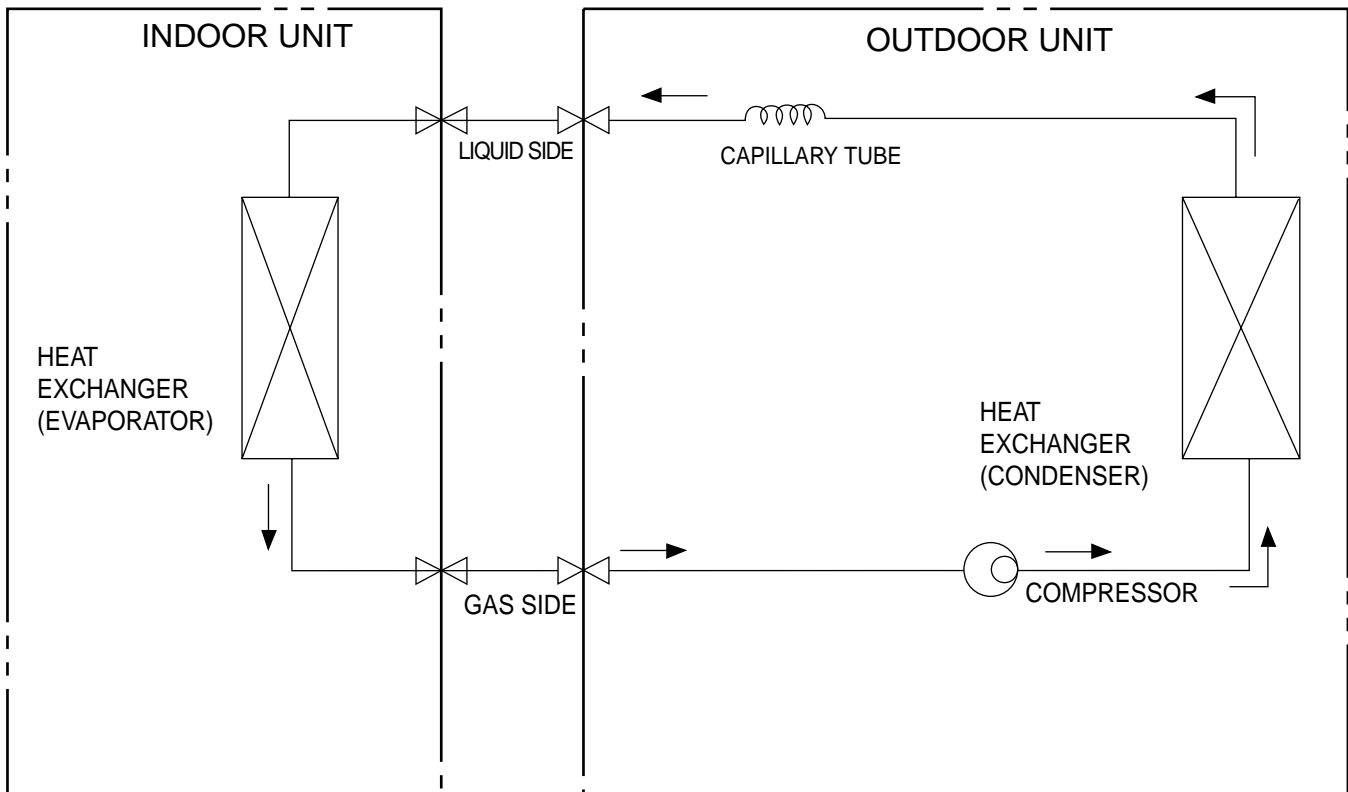 INDOOR UNIT
OUTDOOR UNIT
LIQUID SIDE
CAPILLARY TUBE
HEAT
EXCHANGER
(EVAPORATOR)
HEAT
EXCHANGER
(CONDENSER)
GAS SIDE
COMPRESSOR